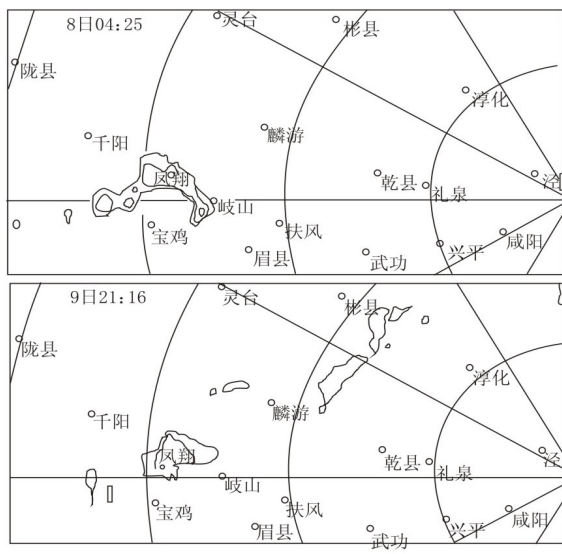 8日04:25
灵台
彬县
陇县
淳化
千阳
麟游
凤翔
乾县
礼泉
泾
岐山
宝鸡
扶风
咸阳
眉县
武功
兴平
9日21:16
灵台
彬县
陇县
淳化
千阳
麟游
凤翔
乾县
礼泉
泾
岐山
宝鸡
扶风
咸阳
眉县
武功
兴平